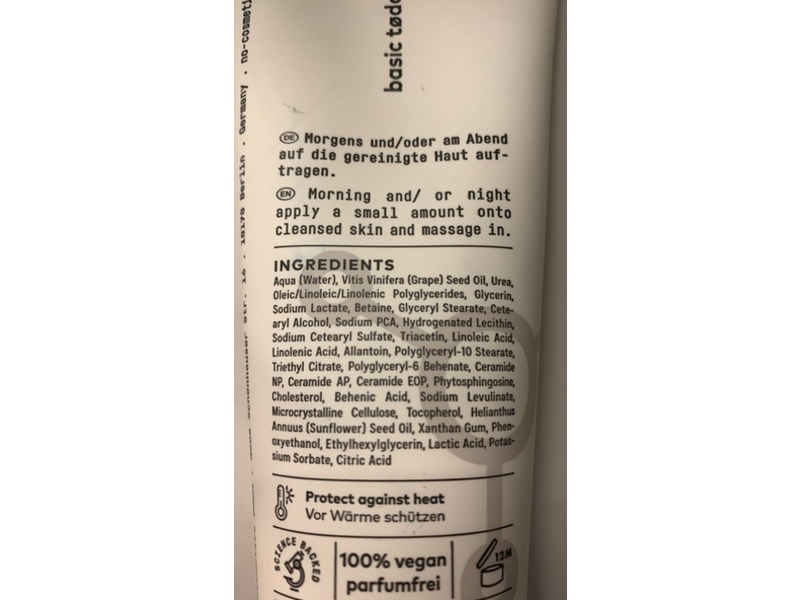 basic tødd
no-cosmeti
Germany
10178 Berlin
DE Morgens und/oder am Abend
auf die gereinigte Haut auf-
tragen.
EN Morning and/ or night
apply a small amount onto
cleansed skin and massage in.
INGREDIENTS
Aqua (Water), Vitis Vinifera (Grape) Seed Oil, Urea,
Oleic/Linoleic/Linolenic Polyglycerides, Glycerin,
Sodium Lactate, Betaine, Glyceryl Stearate, Cete-
aryl Alcohol, Sodium PCA, Hydrogenated Lecithin,
Sodium Cetearyl Sulfate, Triacetin, Linoleic Acid,
Linolenic Acid, Allantoin, Polyglyceryl-10 Stearate,
Triethyl Citrate, Polyglyceryl-6 Behenate, Ceramide
NP, Ceramide AP, Ceramide EOP, Phytosphingosine,
Cholesterol, Behenic Acid, Sodium Levulinate,
Microcrystalline Cellulose, Tocopherol, Helianthus
Annuus (Sunflower) Seed Oil, Xanthan Gum, Phen-
oxyethanol, Ethylhexylglycerin, Lactic Acid, Potas-
sium Sorbate, Citric Acid
Protect against heat
Vor Wärme schützen
SCIENCE BACKED
100% vegan
parfumfrei
12M